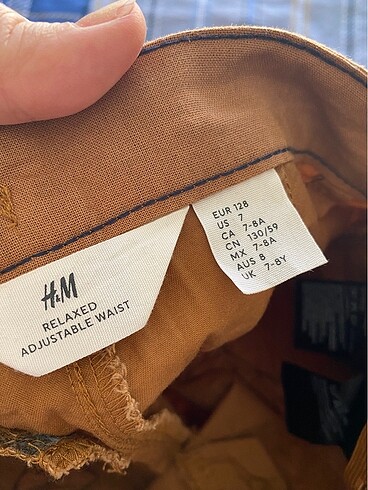 H&M
RELAXED
ADJUSTABLE WAIST
EUR 128
US 7
CA 7-8A
CN 130/59
MX 7-8A
AUS 8
UK 7-8Y